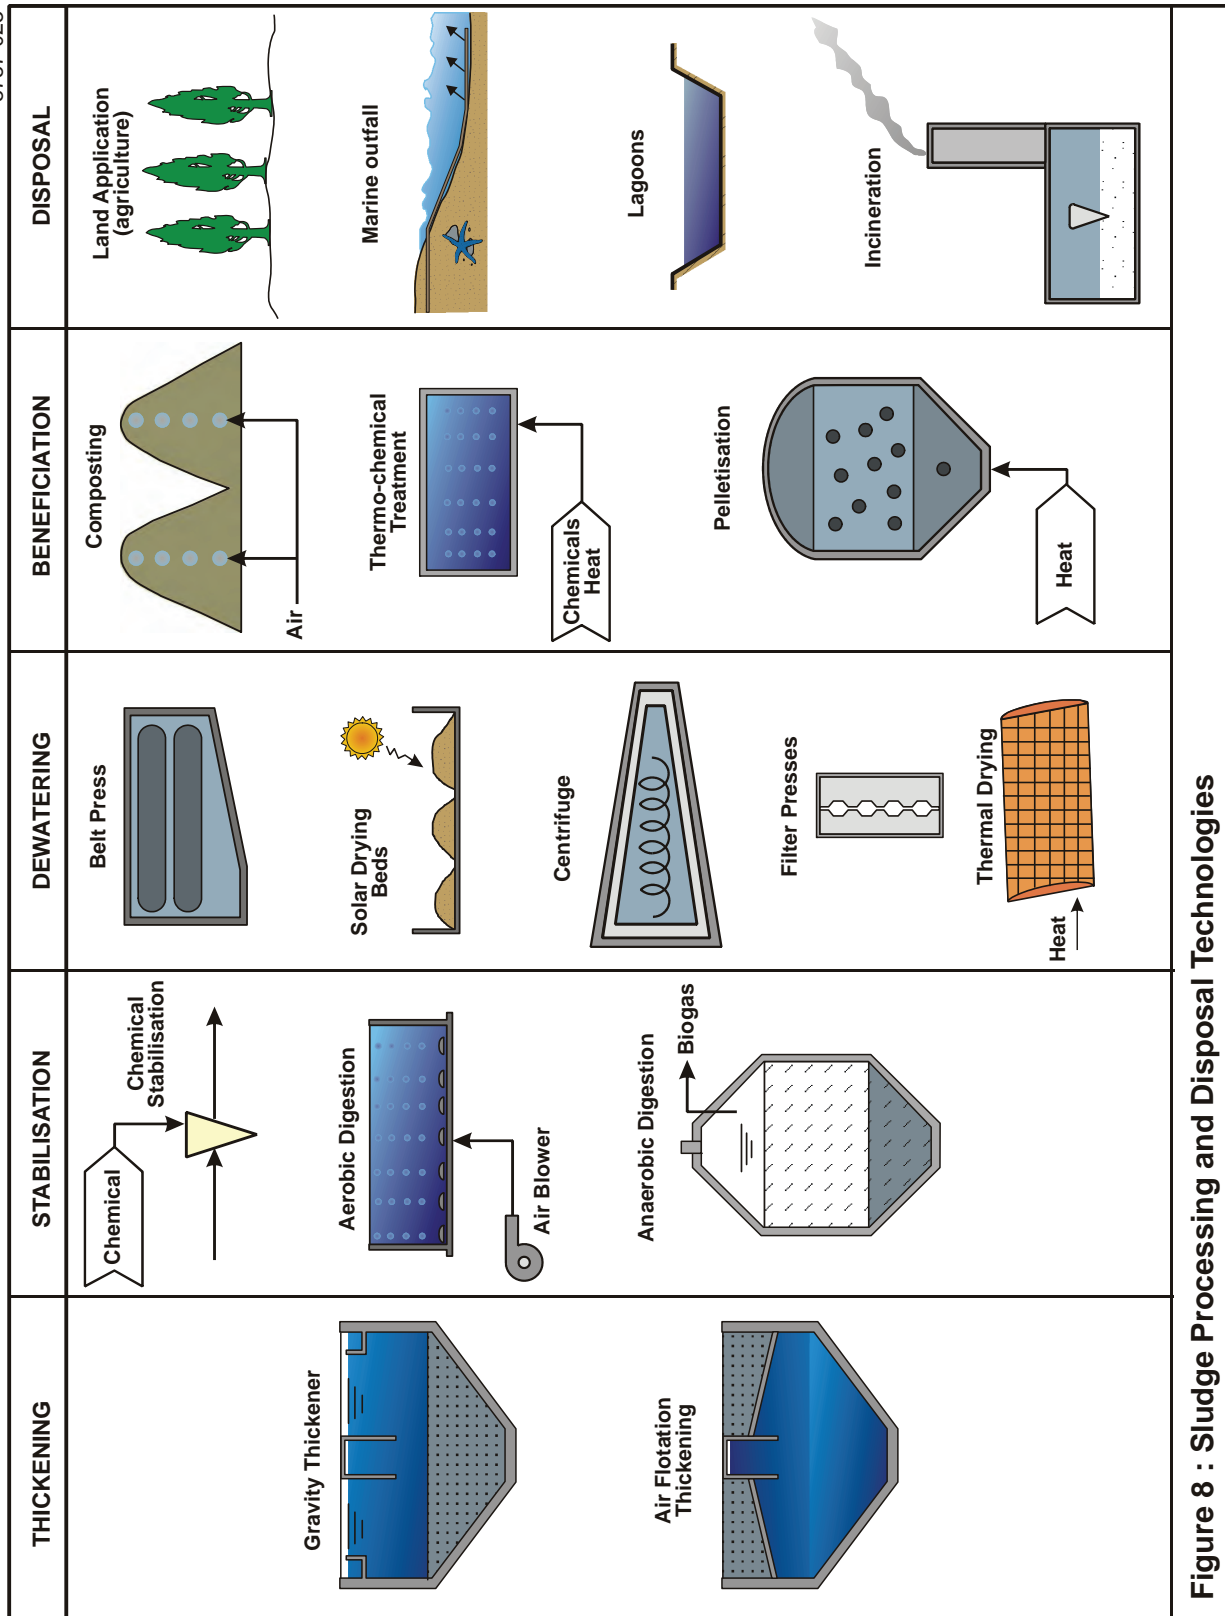 THICKENING
STABILISATION
DEWATERING
BENEFICIATION
DISPOSAL
Gravity Thickener
Air Flotation
Thickening
Chemical
Chemical
Stabilisation
Aerobic Digestion
Air Blower
Anaerobic Digestion
Biogas
Belt Press
Solar Drying
Beds
Centrifuge
Filter Presses
Thermal Drying
Heat
Composting
Air
Thermo-chemical
Treatment
Chemicals
Heat
Pelletisation
Heat
Land Application
(agriculture)
Marine outfall
Lagoons
Incineration
Figure 8 : Sludge Processing and Disposal Technologies